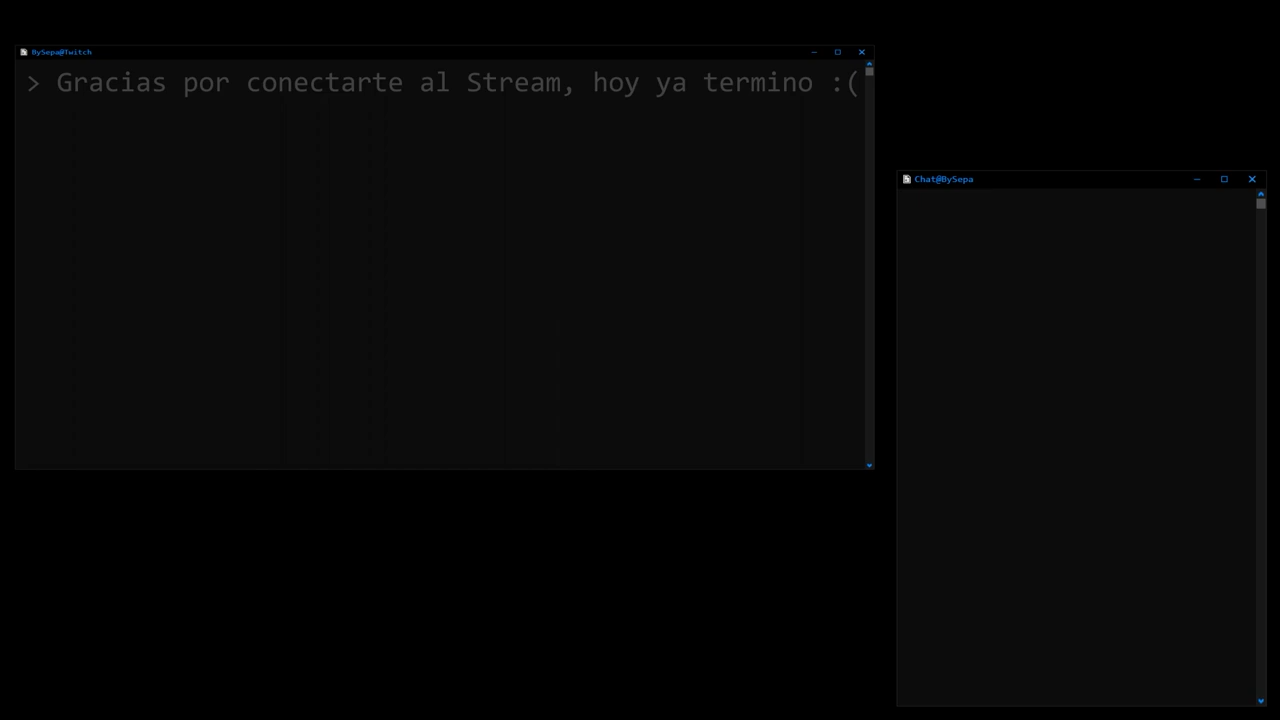 BySepa@Twitch
> Gracias por conectarte al Stream, hoy ya termino :(
Chat@BySepa